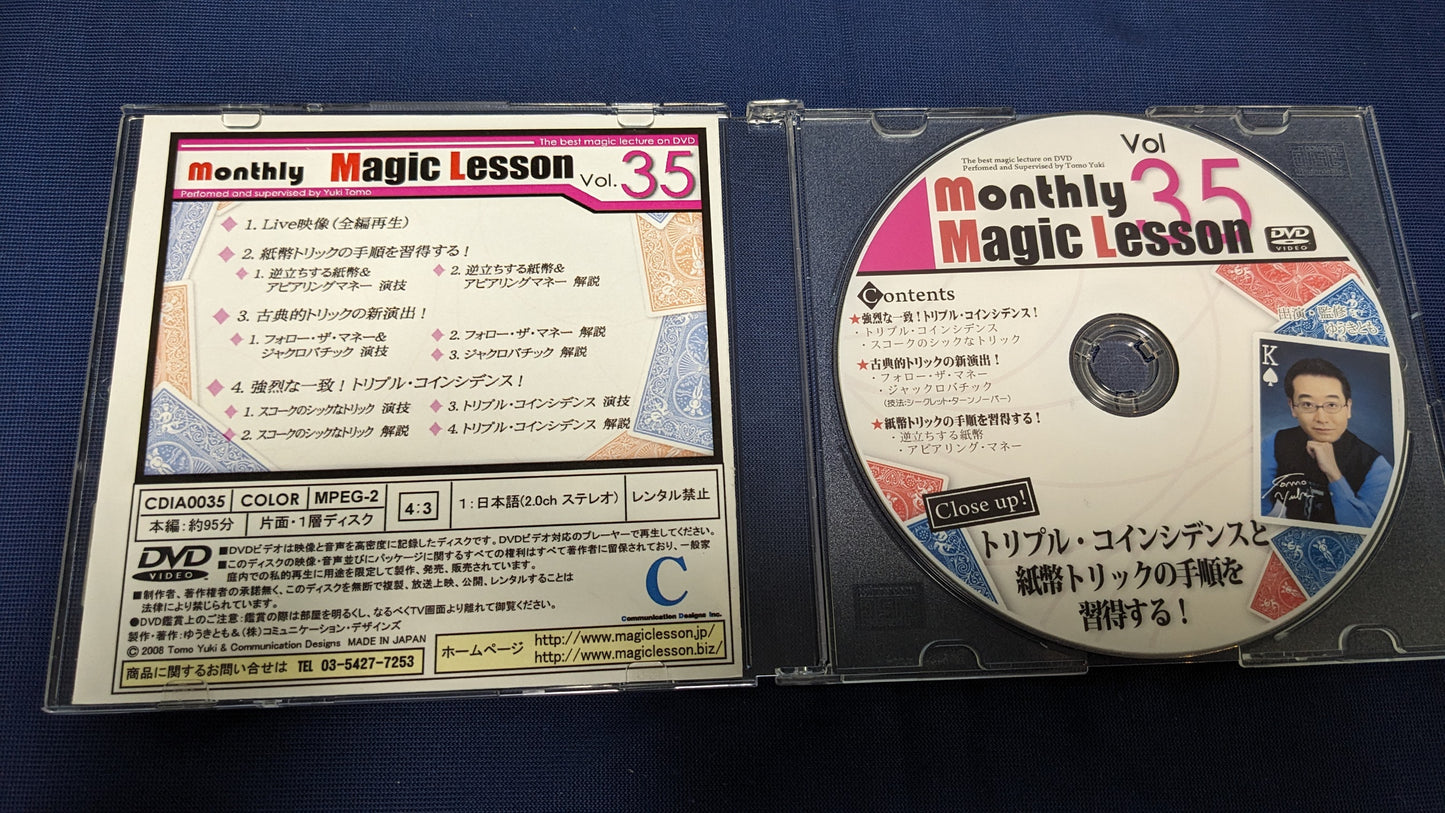 The best magic lecture on DVD
Monthly Magic Lesson Vol. 35
Perfomed and supervised by Yuki Tomo
1. Live映像（全編再生）
2. 紙幣トリックの手順を習得する！
1. 逆立ちする紙幣&
アピアリングマネー 演技
2. 逆立ちする紙幣&
アピアリングマネー 解説
3. 古典的トリックの新演出！
1. フォロー・ザ・マネー&
ジャクロバチック 演技
2. フォロー・ザ・マネー 解説
3. ジャクロバチック 解説
4. 強烈な一致！トリプル・コインシデンス！
1. スコークのシックなトリック 演技
2. スコークのシックなトリック 解説
3. トリプル・コインシデンス 演技
4. トリプル・コインシデンス 解説
CDIA0035 COLOR MPEG-2 4:3 1:日本語(2.0ch ステレオ) レンタル禁止
本編：約95分 片面・1層ディスク
DVD VIDEO
■DVDビデオは映像と音声を高密度に記録したディスクです。DVDビデオ対応のプレーヤーで再生してください。
■このディスクの映像・音声並びにパッケージに関するすべての権利はすべて著作者に留保されており、一般家
庭内での私的再生に用途を限定して製作、発売、販売されています。
■制作者、著作権者の承諾無く、このディスクを無断で複製、放送上映、公開、レンタルすることは
法律により禁じられています。
●DVD鑑賞上のご注意：鑑賞の際は部屋を明るくし、なるべくTV画面より離れて御覧ください。
製作・著作：ゆうきとも&(株)コミュニケーション・デザインズ
© 2008 Tomo Yuki & Communication Designs MADE IN JAPAN
C
Communication Designs Inc.
商品に関するお問い合せは TEL 03-5427-7253
ホームページ http://www.magiclesson.jp/
http://www.magiclesson.biz/
The best magic lecture on DVD
Perfomed and Supervised by Tomo Yuki
Vol 35
Monthly
Magic Lesson
DVD VIDEO
Contents
★強烈な一致！トリプル・コインシデンス！
・トリプル・コインシデンス
・スコークのシックなトリック
★古典的トリックの新演出！
・フォロー・ザ・マネー
・ジャックロバチック
(技法:シークレット・ターンノーバー)
★紙幣トリックの手順を習得する！
・逆立ちする紙幣
・アピアリング・マネー
出演・監修
ゆうきとも
K
Tomo Yuki
Close up!
トリプル・コインシデンスと
紙幣トリックの手順を
習得する！